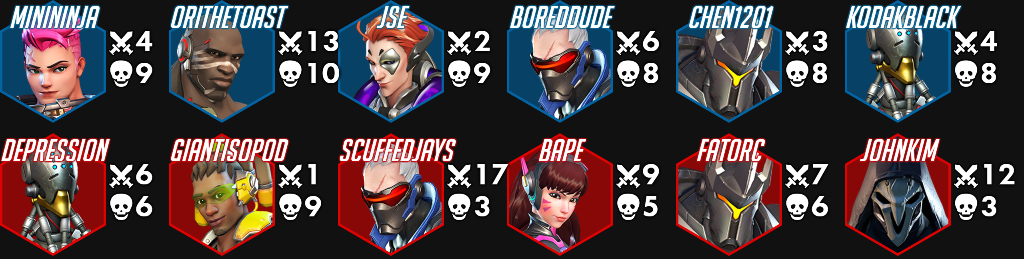 MINININJA ORITHETOAST JSE BOREDDUDE CHEN1201 KODAKBLACK
4 13 2 6 3 4
9 10 9 8 8 8
DEPRESSION GIANTISOPOD SCUFFEDJAYS BAPE FATORC JOHNKIM
6 1 17 9 7 12
6 9 3 5 6 3